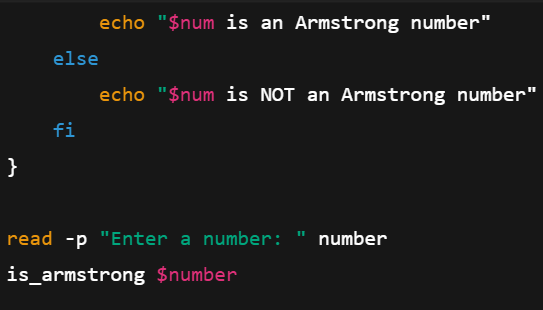 echo "$num is an Armstrong number"
else
echo "$num is NOT an Armstrong number"
fi
}
read -p "Enter a number: " number
is_armstrong $number